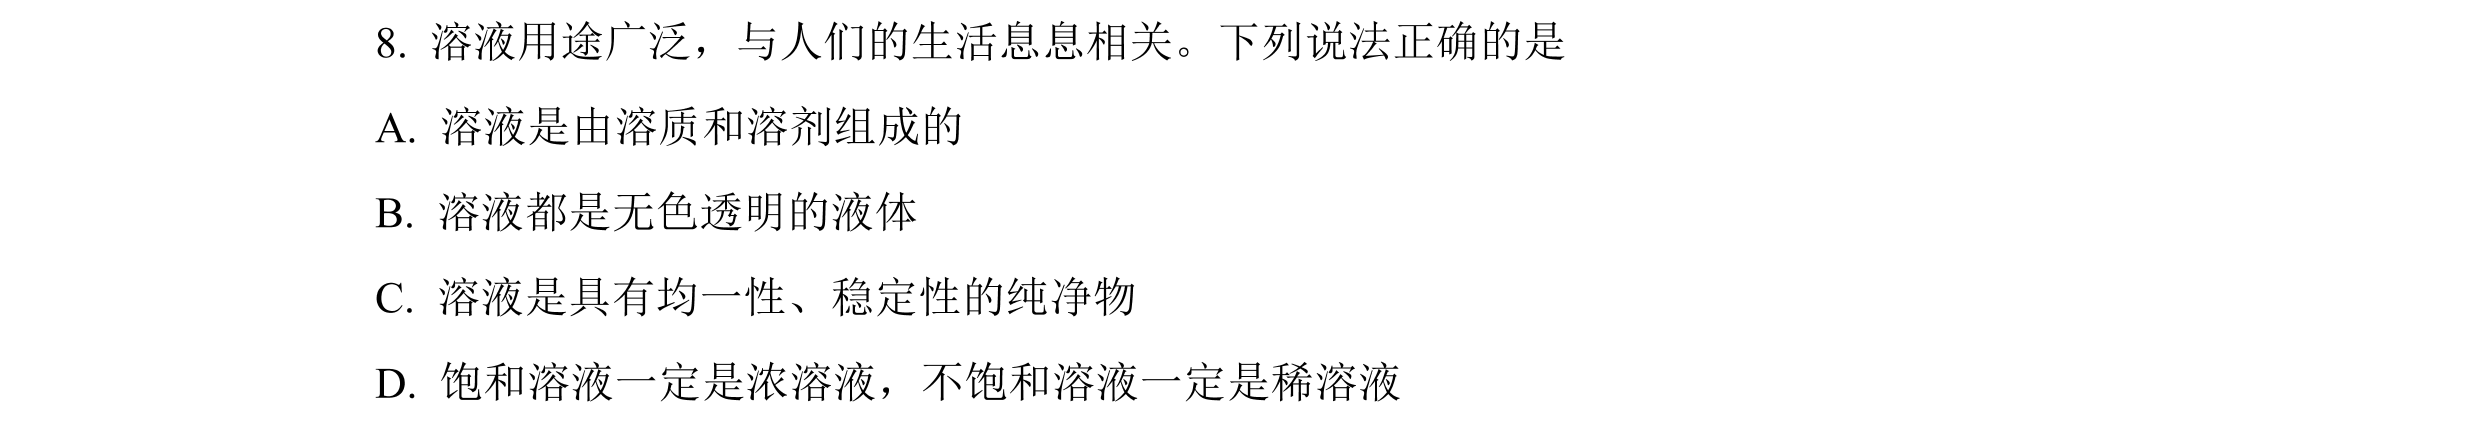 8. 溶液用途广泛，与人们的生活息息相关。下列说法正确的是
A. 溶液是由溶质和溶剂组成的
B. 溶液都是无色透明的液体
C. 溶液是具有均一性、稳定性的纯净物
D. 饱和溶液一定是浓溶液，不饱和溶液一定是稀溶液